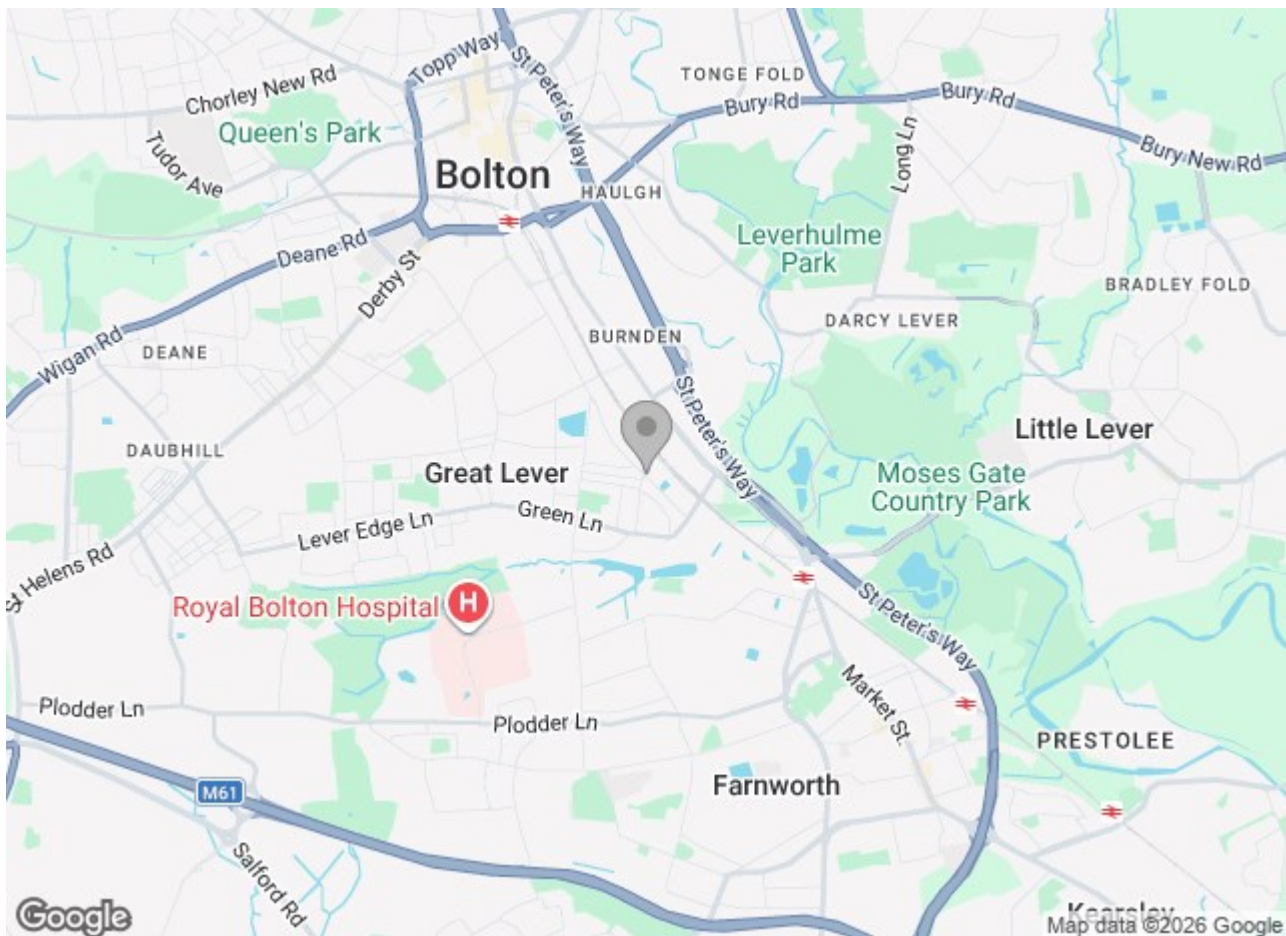 Topp Way
St Peter's Way
TONGE FOLD
Chorley New Rd
Bury Rd
Bury Rd
Queen's Park
Tudor Ave
Long Ln
Bury New Rd
Bolton
HAULGH
Leverhulme
Park
Deane Rd
Derby St
BRADLEY FOLD
DARCY LEVER
BURNDEN
Wigan Rd
DEANE
St Peter's Way
Little Lever
DAUBHILL
Great Lever
Moses Gate
Country Park
Green Ln
Lever Edge Ln
St Helens Rd
Royal Bolton Hospital
H
St Peter's Way
Market St.
Plodder Ln
Plodder Ln
PRESTOLEE
Farnworth
M61
Salford Rd
Kearsley
Google
Map data ©2026 Google